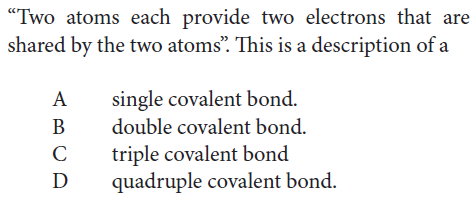 “Two atoms each provide two electrons that are
shared by the two atoms”. This is a description of a
A single covalent bond.
B double covalent bond.
C triple covalent bond
D quadruple covalent bond.